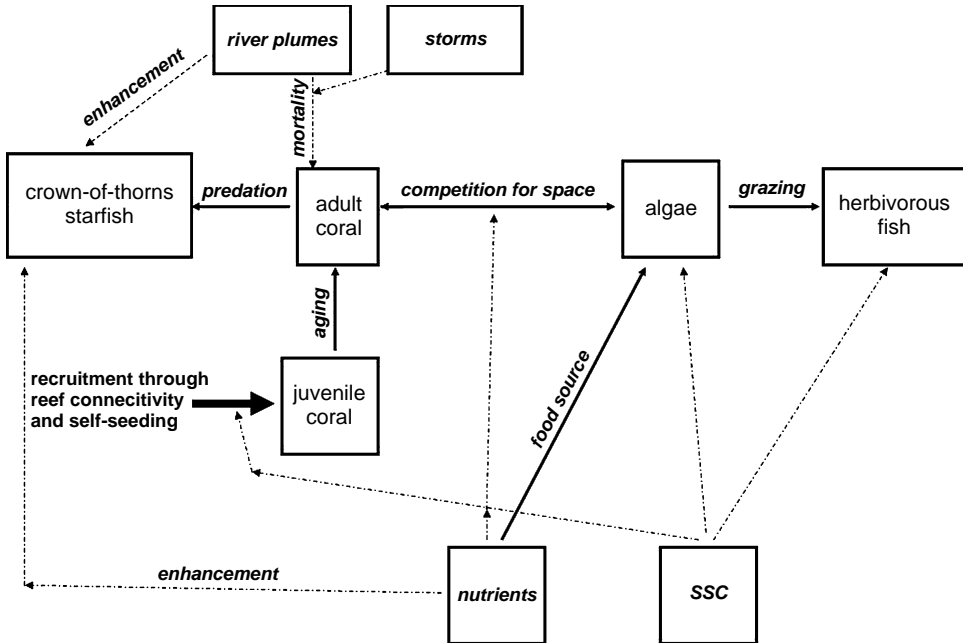 river plumes
storms
enhancement
mortality
crown-of-thorns
starfish
predation
adult
coral
competition for space
algae
grazing
herbivorous
fish
aging
recruitment through
reef connecitivity
and self-seeding
juvenile
coral
food source
enhancement
nutrients
SSC